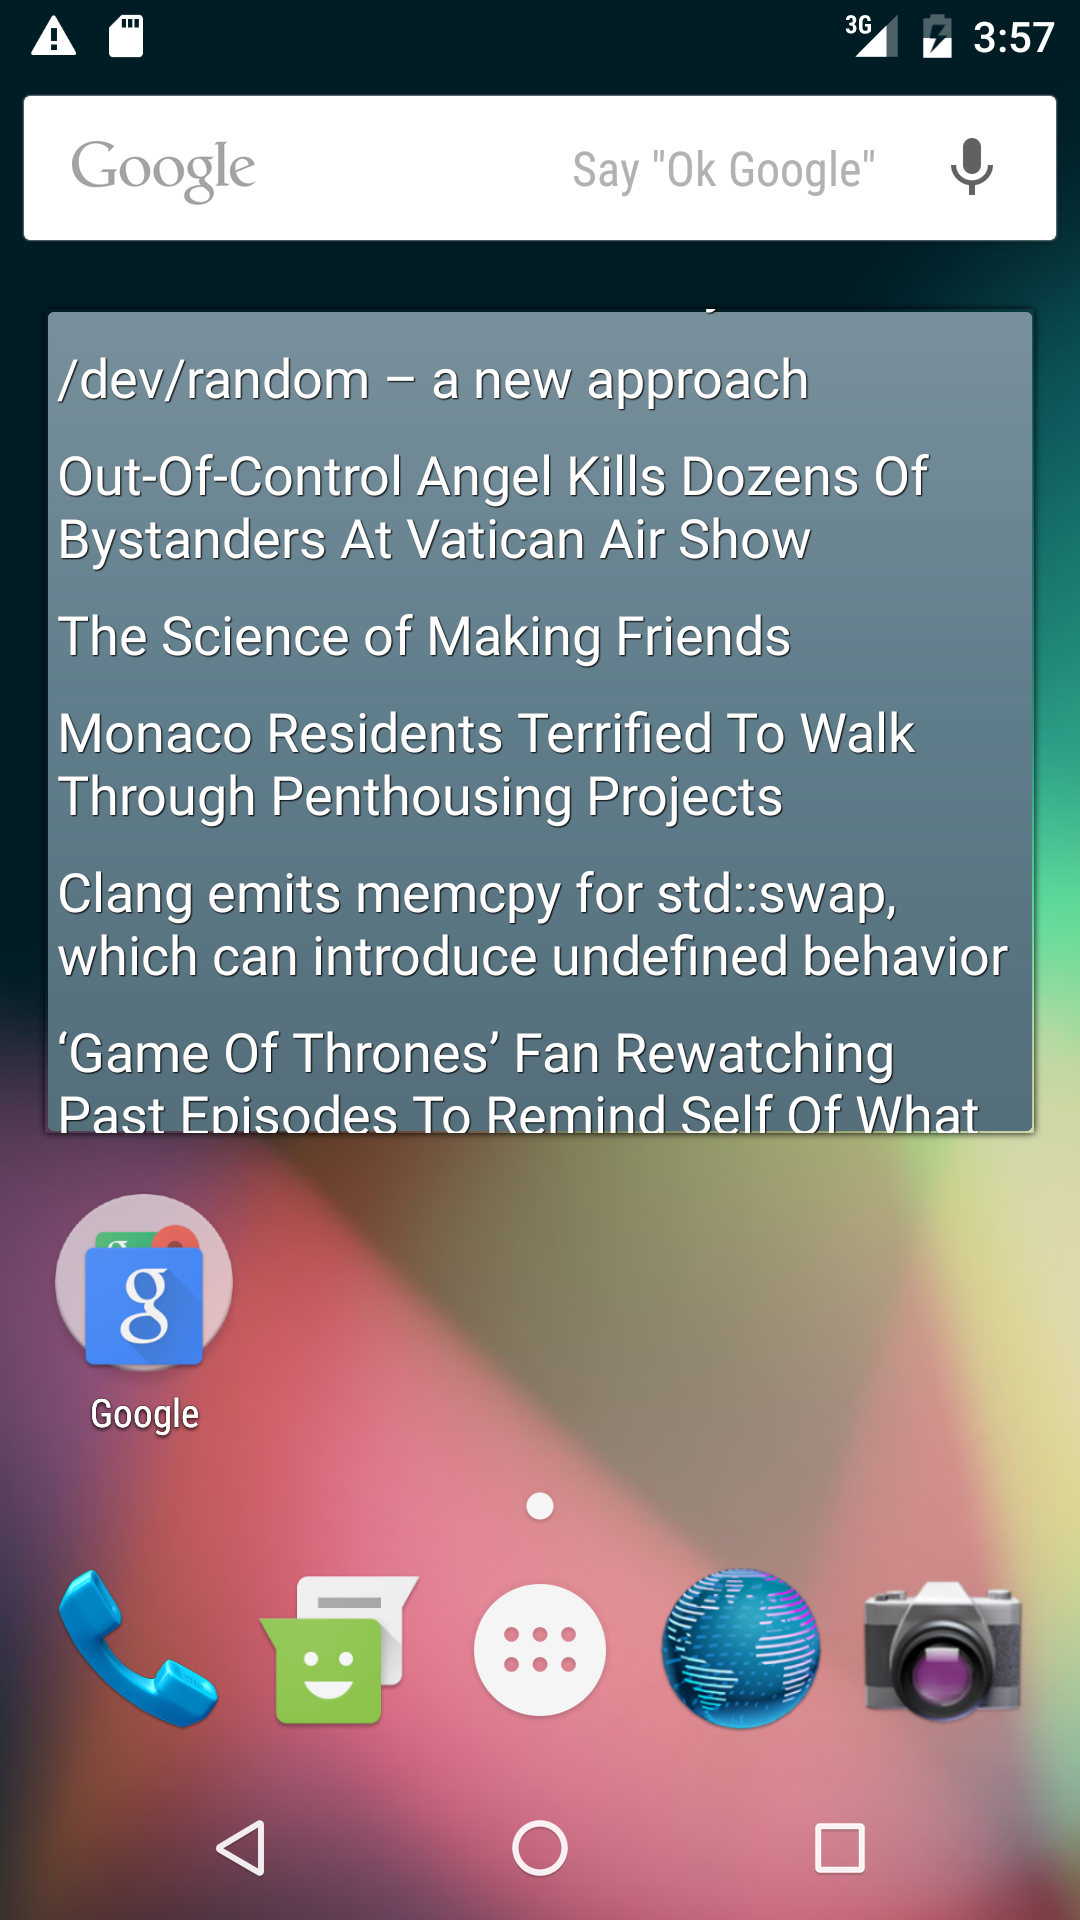 3G 3:57
Google Say "Ok Google"
/dev/random – a new approach
Out-Of-Control Angel Kills Dozens Of
Bystanders At Vatican Air Show
The Science of Making Friends
Monaco Residents Terrified To Walk
Through Penthousing Projects
Clang emits memcpy for std::swap,
which can introduce undefined behavior
‘Game Of Thrones’ Fan Rewatching
Past Episodes To Remind Self Of What
g
Google